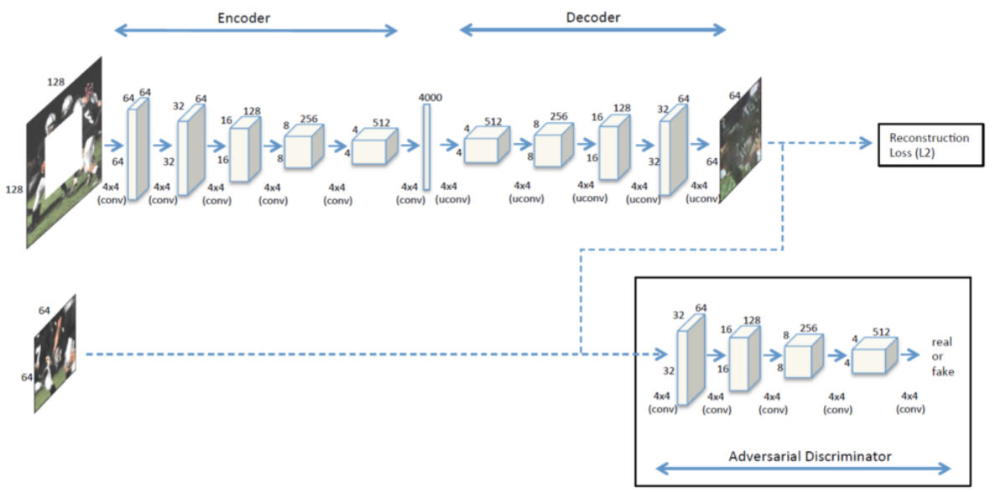 Encoder
Decoder
128
128
64 64
64
4x4
(conv)
32 64
32
4x4
(conv)
16 128
16
4x4
(conv)
8 256
8
4x4
(conv)
4 512
4
4x4
(conv)
4000
4x4
(conv)
4 512
4
4x4
(uconv)
8 256
8
4x4
(uconv)
16 128
16
4x4
(uconv)
32 64
32
4x4
(uconv)
64
64
4x4
(uconv)
Reconstruction
Loss (L2)
64
64
32 64
32
4x4
(conv)
16 128
16
4x4
(conv)
8 256
8
4x4
(conv)
4 512
4
4x4
(conv)
real
or
fake
4x4
(conv)
Adversarial Discriminator